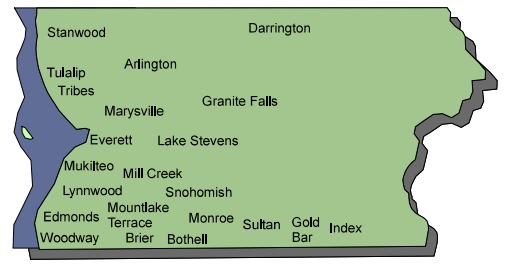 Darrington
Stanwood
Arlington
Tulalip
Tribes
Granite Falls
Marysville
Everett
Lake Stevens
Mukilteo
Mill Creek
Lynnwood
Snohomish
Edmonds
Mountlake
Terrace
Monroe
Sultan
Gold
Bar
Index
Woodway
Brier
Bothell